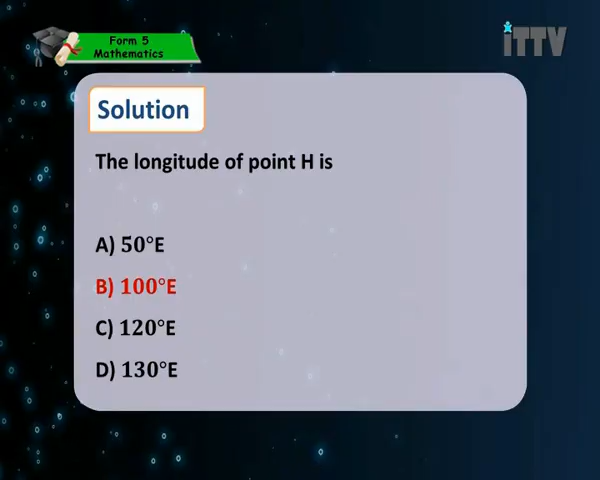 Form 5
Mathematics
iTTV
Solution
The longitude of point H is
A) 50°E
B) 100°E
C) 120°E
D) 130°E